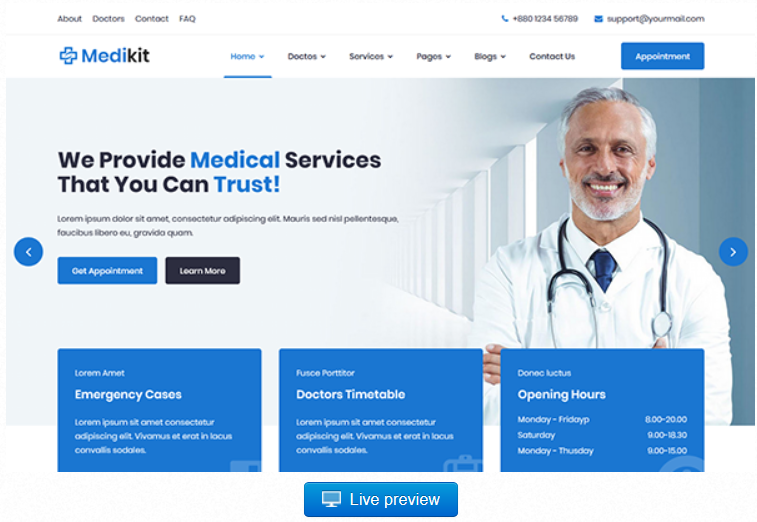 About Doctors Contact FAQ +880 1234 56789 support@yourmail.com
Medikit Home Doctos Services Pages Blogs Contact Us Appointment
We Provide Medical Services
That You Can Trust!
Lorem ipsum dolor sit amet, consectetur adipiscing elit. Mauris sed nisl pellentesque,
faucibus libero eu, gravida quam.
Get Appointment Learn More
Lorem Amet
Emergency Cases
Lorem ipsum sit amet consectetur
adipiscing elit. Vivamus et erat in lacus
convallis sodales.
Fusce Porttitor
Doctors Timetable
Lorem ipsum sit amet consectetur
adipiscing elit. Vivamus et erat in lacus
convallis sodales.
Donec luctus
Opening Hours
Monday - Fridayp 8.00-20.00
Saturday 9.00-18.30
Monday - Thusday 9.00-15.00
Live preview